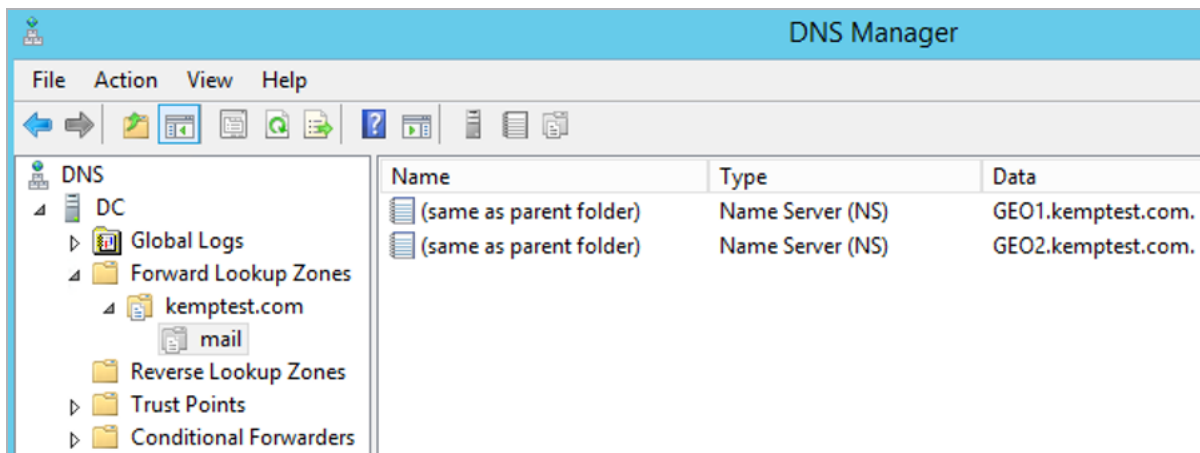 DNS Manager
File Action View Help
DNS
DC
Global Logs
Forward Lookup Zones
kemptest.com
mail
Reverse Lookup Zones
Trust Points
Conditional Forwarders
Name Type Data
(same as parent folder) Name Server (NS) GEO1.kemptest.com.
(same as parent folder) Name Server (NS) GEO2.kemptest.com.